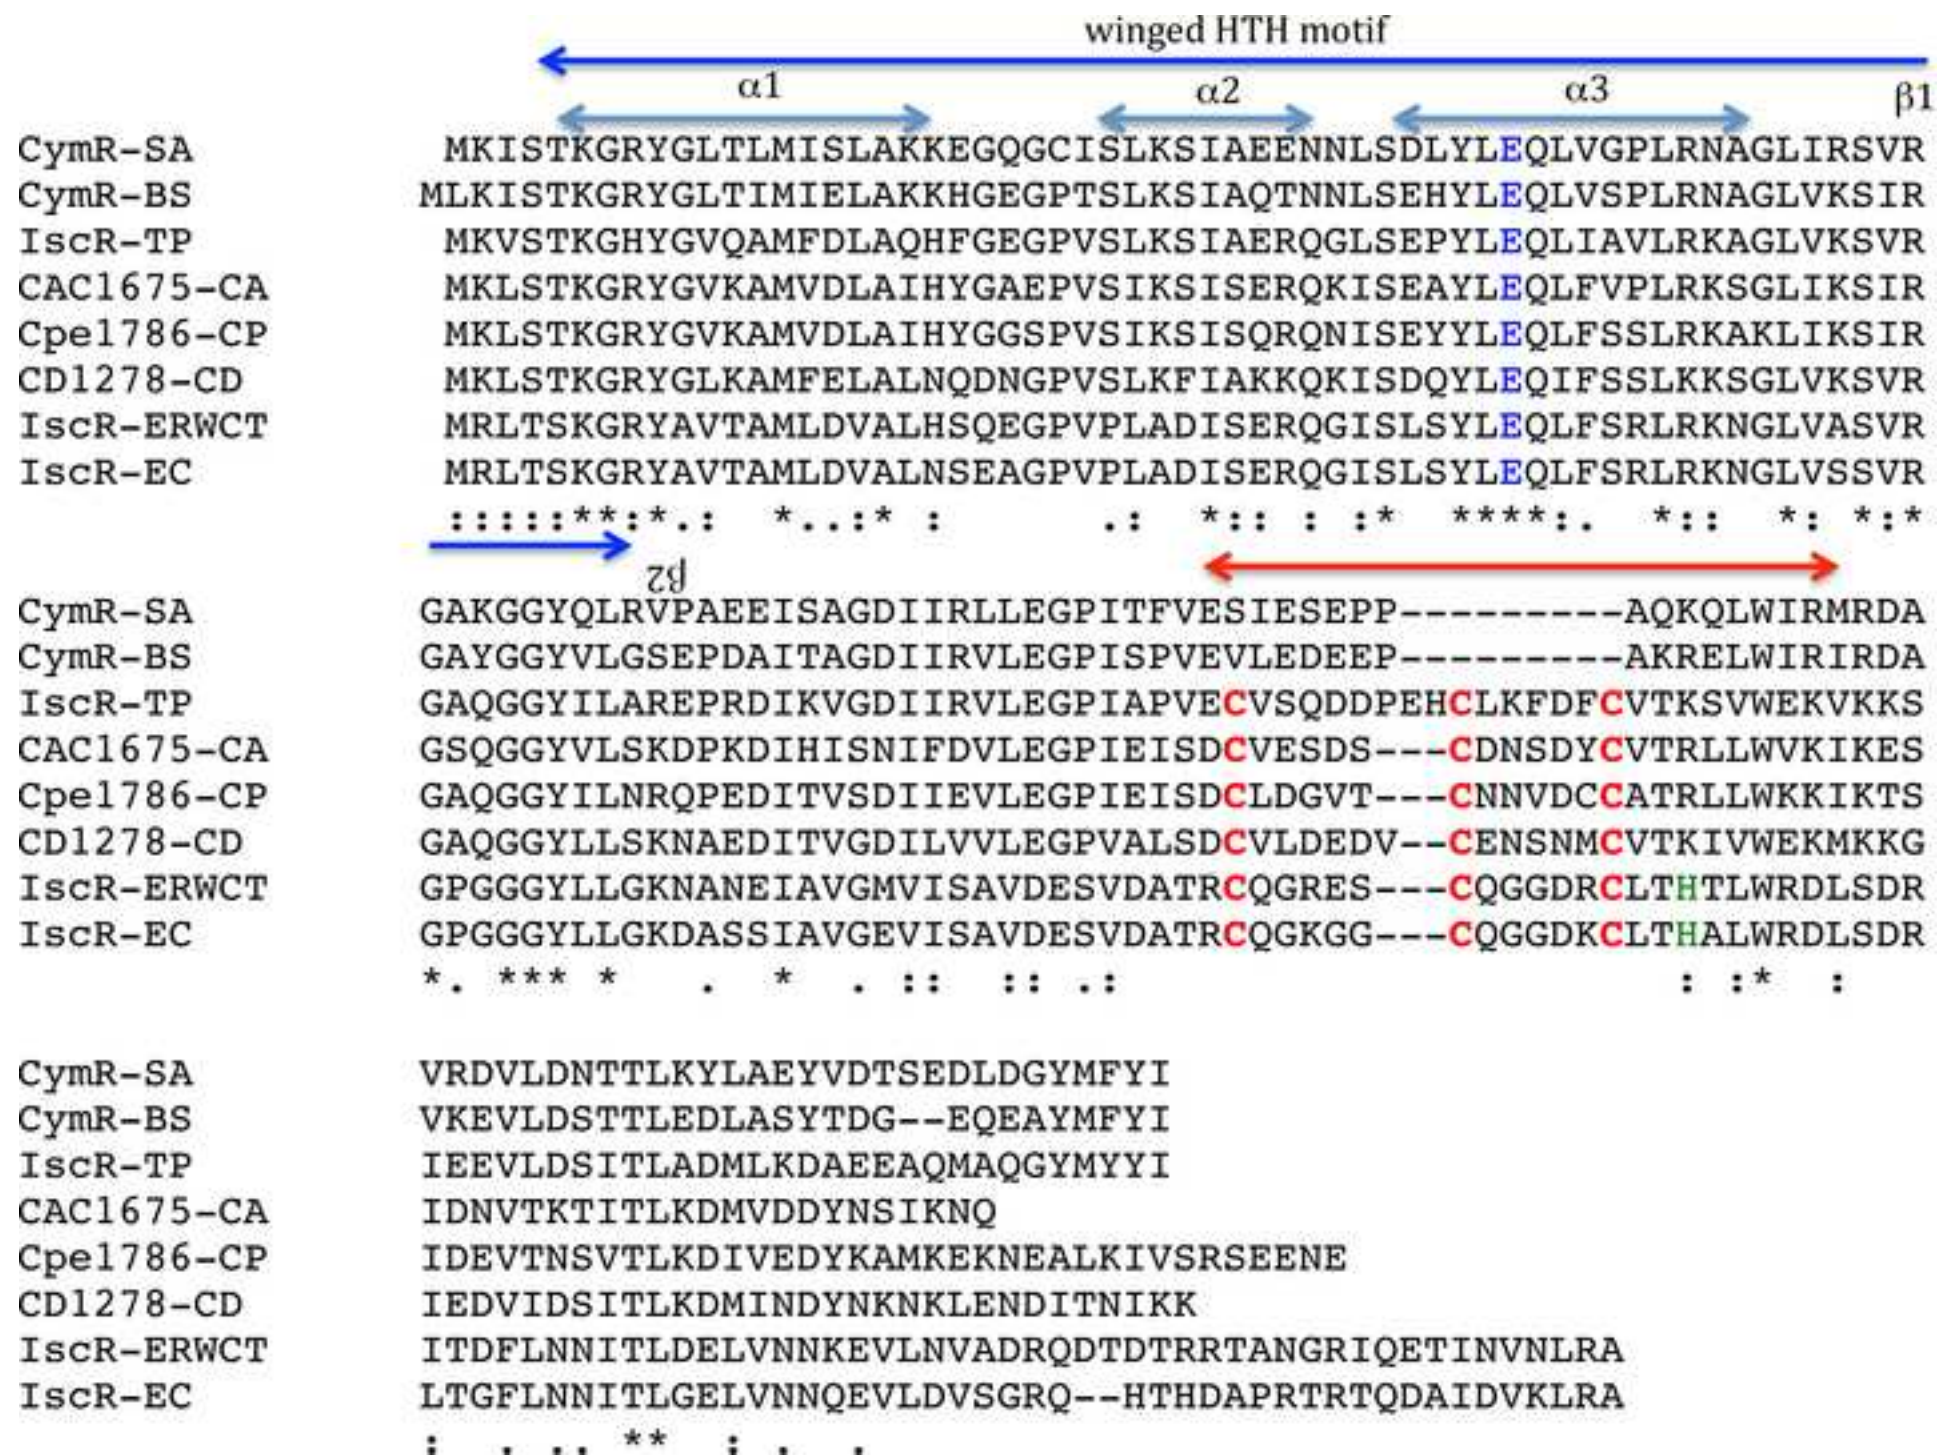 winged HTH motif
α1 α2 α3 β1
CymR-SA MKISTKGRYGLTLMISLAKKEGQGCISLKSIAEENNLSDLYLEQLVGPLRNAGLIRSVR
CymR-BS MLKISTKGRYGLTIMIELAKKHGEGPTSLKSIAQTNNLSEHYLEQLVSPLRNAGLVKSIR
IscR-TP MKVSTKGHYGVQAMFDLAQHFGEGPVSLKSIAERQGLSEPYLEQLIAVLRKAGLVKSVR
CAC1675-CA MKLSTKGRYGVKAMVDLAIHYGAEPVSIKSISERQKISEAYLEQLFVPLRKSGLIKSIR
Cpe1786-CP MKLSTKGRYGVKAMVDLAIHYGGSPVSIKSISQRQNISEYYLEQLFSSLRKAKLIKSIR
CD1278-CD MKLSTKGRYGLKAMFELALNQDNGPVSLKFIAKKQKISDQYLEQIFSSLKKSGLVKSVR
IscR-ERWCT MRLTSKGRYAVTAMLDVALHSQEGPVPLADISERQGISLSYLEQLFSRLRKNGLVASVR
IscR-EC MRLTSKGRYAVTAMLDVALNSEAGPVPLADISERQGISLSYLEQLFSRLRKNGLVSSVR
:::::**:*.: *..:* : .: *:: : :* ****:. *:: *: *:*
β2
CymR-SA GAKGGYQLRVPAEEISAGDIIRLLEGPITFVESIESEPP---------AQKQLWIRMRDA
CymR-BS GAYGGYVLGSEPDAITAGDIIRVLEGPISPVEVLEDEEP---------AKRELWIRIRDA
IscR-TP GAQGGYILAREPRDIKVGDIIRVLEGPIAPVECVSQDDPEHCLKFDFCVTKSVWEKVKKS
CAC1675-CA GSQGGYVLSKDPKDIHISNIFDVLEGPIEISDCVESDS---CDNSDYCVTRLLWVKIKES
Cpe1786-CP GAQGGYILNRQPEDITVSDIIEVLEGPIEISDCLDGVT---CNNVDCCATRLLWKKIKTS
CD1278-CD GAQGGYLLSKNAEDITVGDILVVLEGPVALSDCVLDEDV--CENSNMCVTKIVWEKMKKG
IscR-ERWCT GPGGGYLLGKNANEIAVGMVISAVDESVDATRCQGRES---CQGGDRCLTHTLWRDLSDR
IscR-EC GPGGGYLLGKDASSIAVGEVISAVDESVDATRCQGKGG---CQGGDKCLTHALWRDLSDR
*. *** * . * . :: :: .: : :* :
CymR-SA VRDVLDNTTLKYLAEYVDTSEDLDGYMFYI
CymR-BS VKEVLDSTTLEDLASYTDG--EQEAYMFYI
IscR-TP IEEVLDSITLADMLKDAEEAQMAQGYMYYI
CAC1675-CA IDNVTKTITLKDMVDDYNSIKNQ
Cpe1786-CP IDEVTNSVTLKDIVEDYKAMKEKNEALKIVSRSEENE
CD1278-CD IEDVIDSITLKDMINDYNKNKLENDITNIKK
IscR-ERWCT ITDFLNNITLDELVNNKEVLNVADRQDTDTRRTANGRIQETINVNLRA
IscR-EC LTGFLNNITLGELVNNQEVLDVSGRQ--HTHDAPRTRTQDAIDVKLRA
: . .. ** : . .